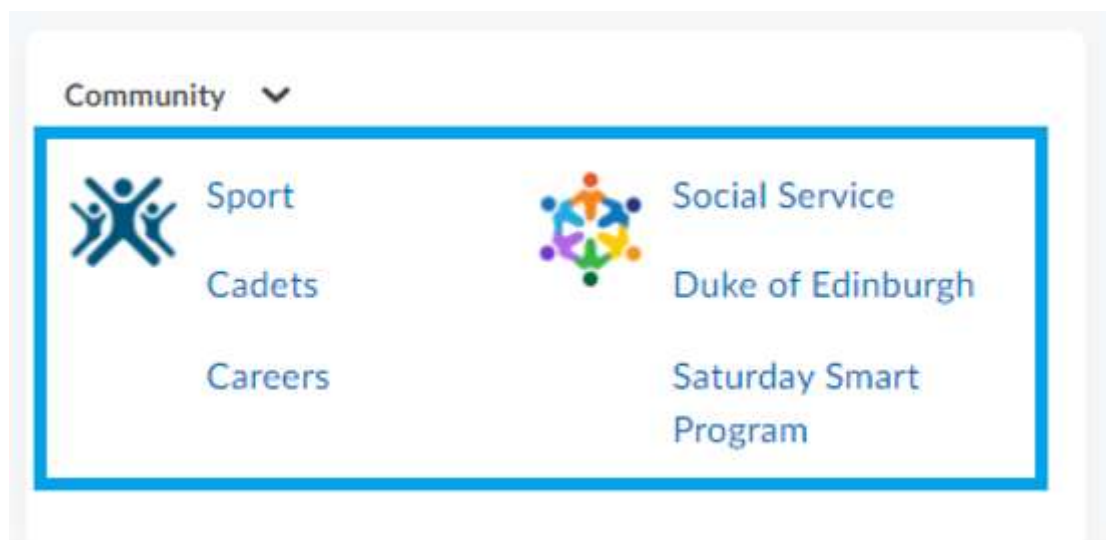 Community
Sport
Cadets
Careers
Social Service
Duke of Edinburgh
Saturday Smart
Program